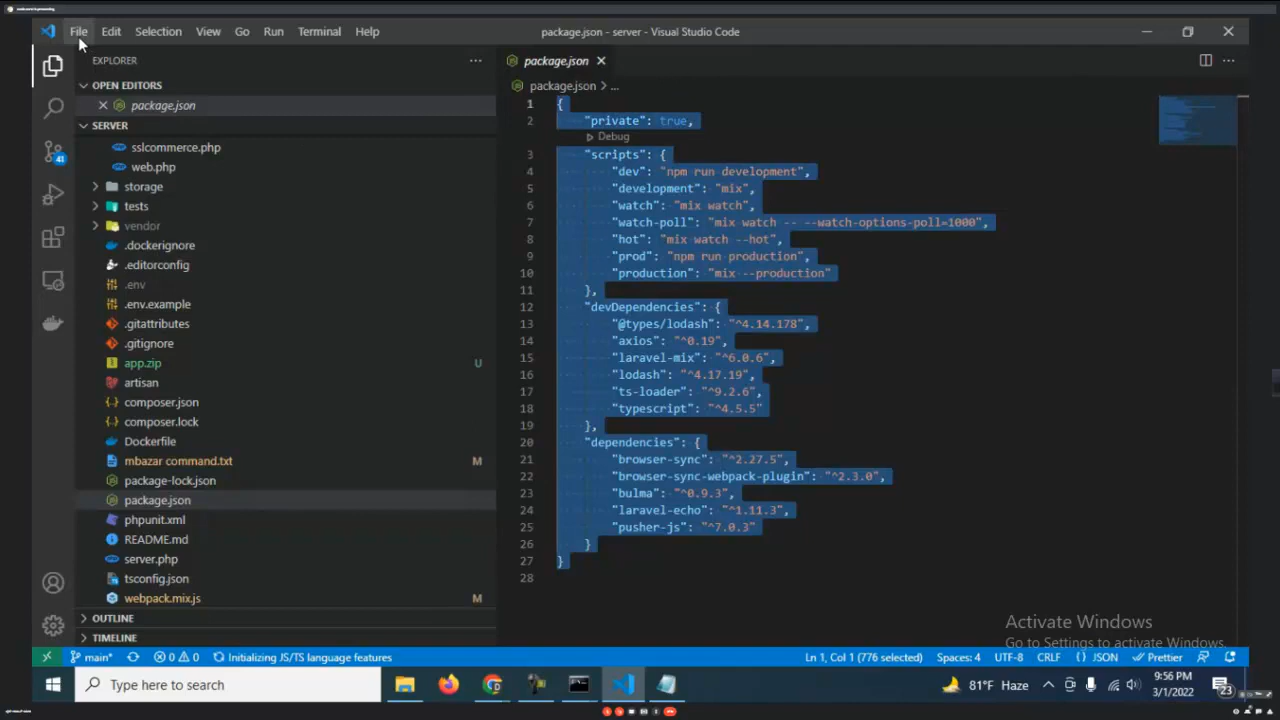 File Edit Selection View Go Run Terminal Help
package.json - server - Visual Studio Code
EXPLORER
OPEN EDITORS
package.json
SERVER
sslcommerce.php
web.php
storage
tests
vendor
.dockerignore
.editorconfig
.env
.env.example
.gitattributes
.gitignore
app.zip U
artisan
composer.json
composer.lock
Dockerfile
mbazar command.txt M
package-lock.json
package.json
phpunit.xml
README.md
server.php
tsconfig.json
webpack.mix.js M
OUTLINE
TIMELINE
package.json
package.json > ...
1 {
2 "private": true,
Debug
3 "scripts": {
4 "dev": "npm run development",
5 "development": "mix",
6 "watch": "mix watch",
7 "watch-poll": "mix watch -- --watch-options-poll=1000",
8 "hot": "mix watch --hot",
9 "prod": "npm run production",
10 "production": "mix --production"
11 },
12 "devDependencies": {
13 "@types/lodash": "^4.14.178",
14 "axios": "^0.19",
15 "laravel-mix": "^6.0.6",
16 "lodash": "^4.17.19",
17 "ts-loader": "^9.2.6",
18 "typescript": "^4.5.5"
19 },
20 "dependencies": {
21 "browser-sync": "^2.27.5",
22 "browser-sync-webpack-plugin": "^2.3.0",
23 "bulma": "^0.9.3",
24 "laravel-echo": "^1.11.3",
25 "pusher-js": "^7.0.3"
26 }
27 }
28
Activate Windows
Go to Settings to activate Windows.
41
main* 0 0 Initializing JS/TS language features
Ln 1, Col 1 (776 selected) Spaces: 4 UTF-8 CRLF {} JSON Prettier
Type here to search
81°F Haze
9:56 PM
3/1/2022
23